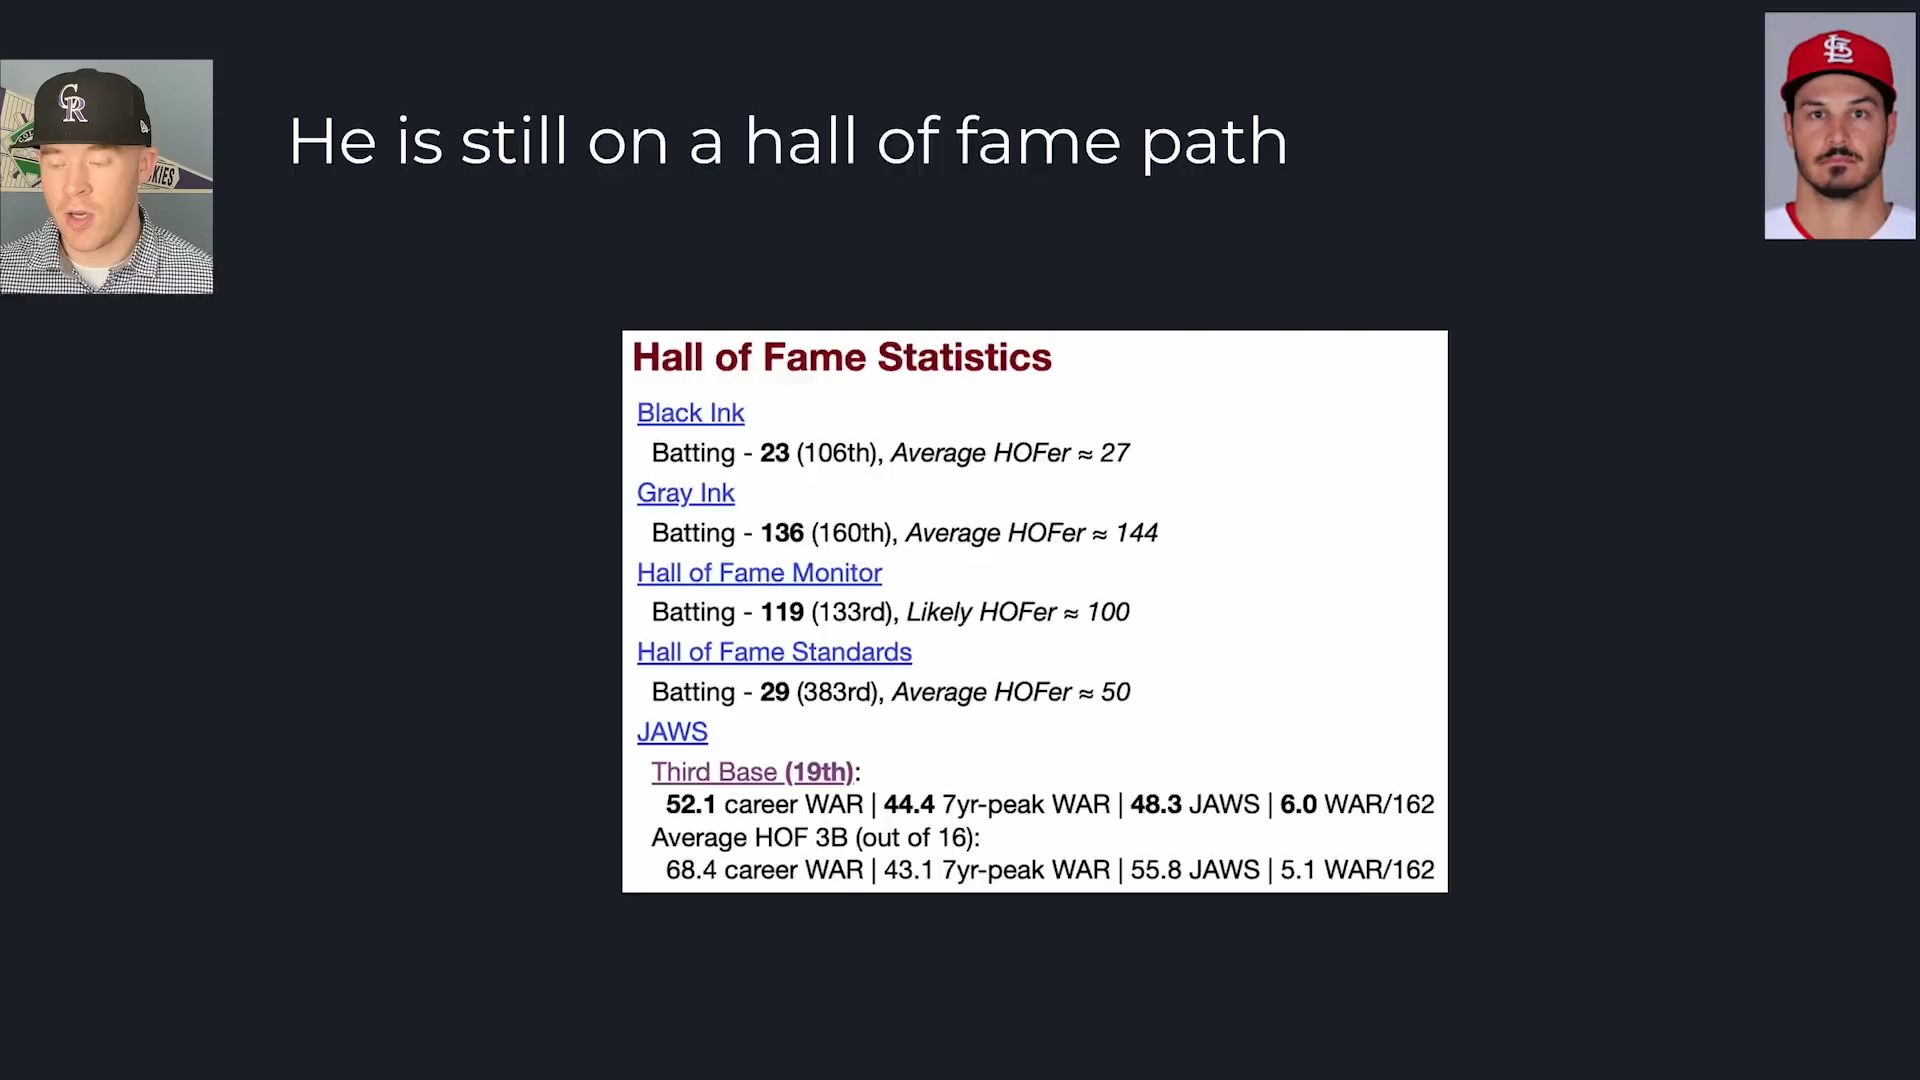 He is still on a hall of fame path
CR
KIES
STL
Hall of Fame Statistics
Black Ink
Batting - 23 (106th), Average HOFer ≈ 27
Gray Ink
Batting - 136 (160th), Average HOFer ≈ 144
Hall of Fame Monitor
Batting - 119 (133rd), Likely HOFer ≈ 100
Hall of Fame Standards
Batting - 29 (383rd), Average HOFer ≈ 50
JAWS
Third Base (19th):
52.1 career WAR | 44.4 7yr-peak WAR | 48.3 JAWS | 6.0 WAR/162
Average HOF 3B (out of 16):
68.4 career WAR | 43.1 7yr-peak WAR | 55.8 JAWS | 5.1 WAR/162